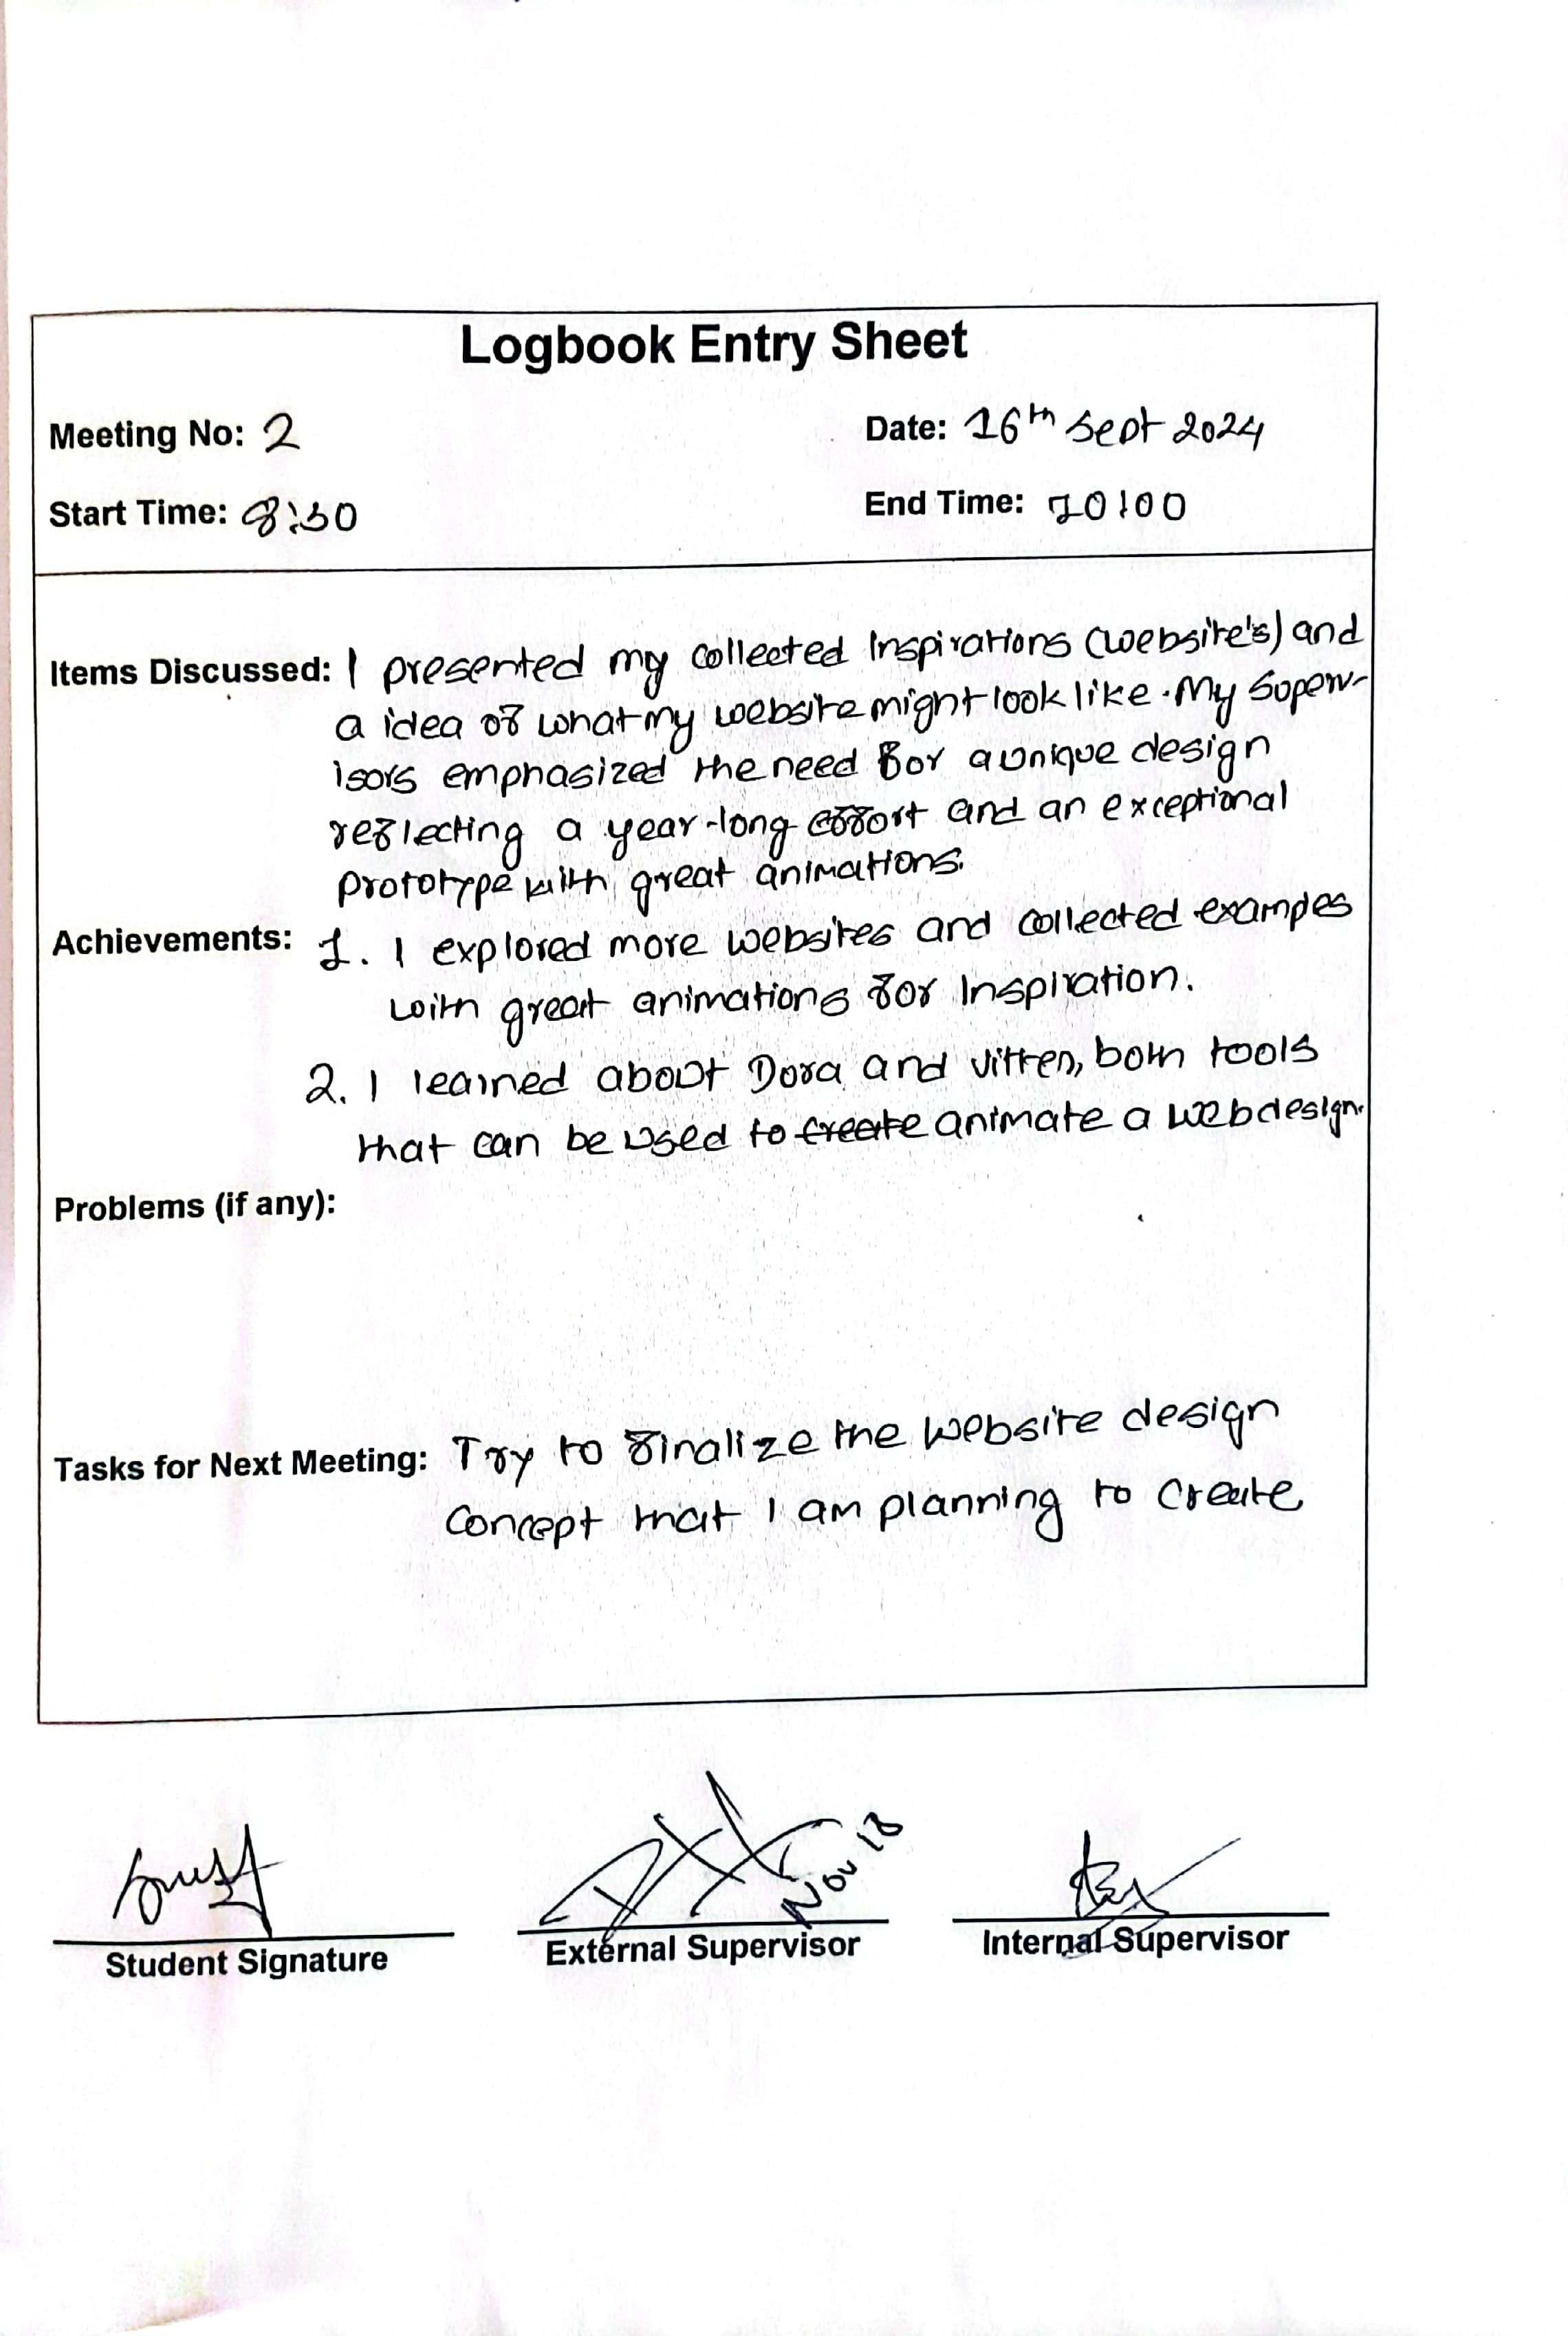 Logbook Entry Sheet
Meeting No: 2 Date: 16th Sept 2024
Start Time: 8:30 End Time: 10:00
Items Discussed: I presented my collected Inspirations (website's) and
a idea of what my website might look like. My Superv-
isors emphasized the need for a unique design
reflecting a year-long effort and an exceptional
prototype with great animations.
Achievements: 1. I explored more websites and collected exampes
with great animations for Inspiration.
2. I learned about Dora and Vitten, both tools
that can be used to create animate a web design.
Problems (if any):
Tasks for Next Meeting: Try to finalize the website design
concept that I am planning to create
Nov 18
Student Signature External Supervisor Internal Supervisor